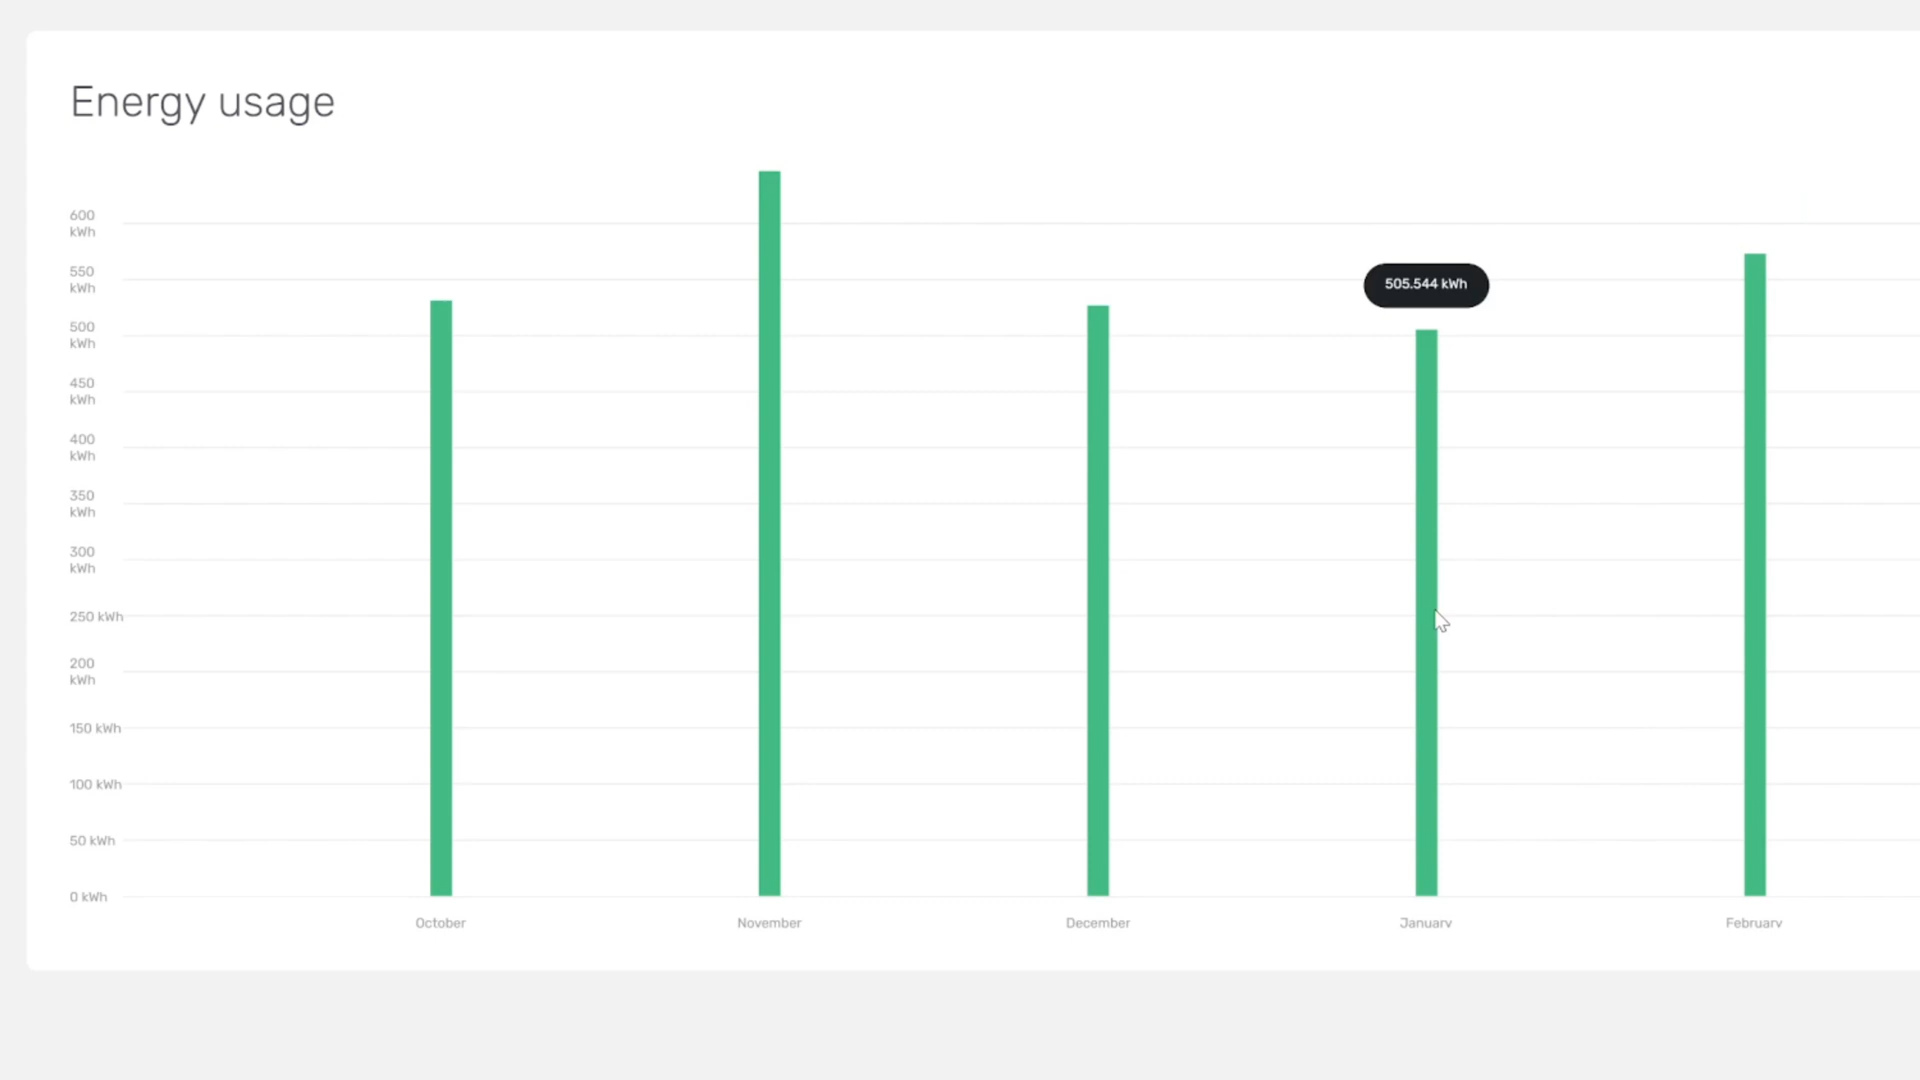 Energy usage
600
kWh
550
kWh
505.544 kWh
500
kWh
450
kWh
400
kWh
350
kWh
300
kWh
250 kWh
200
kWh
150 kWh
100 kWh
50 kWh
0 kWh
October November December January February